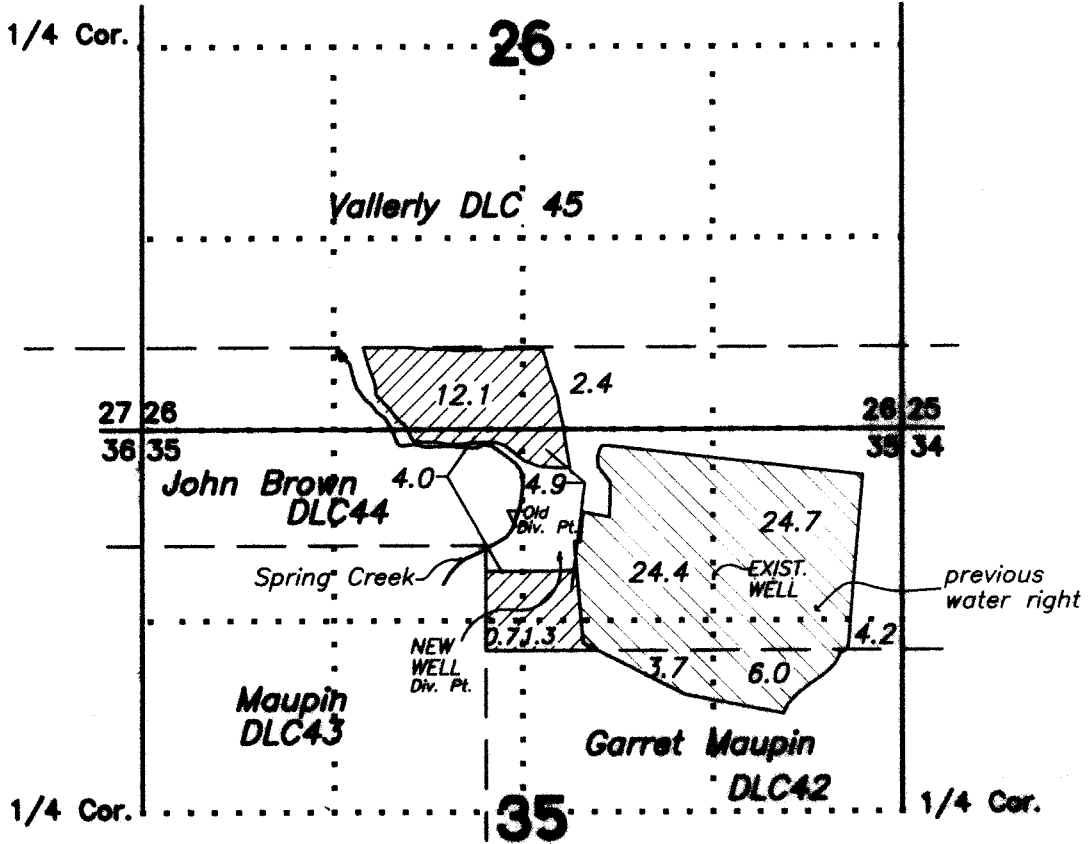 1/4 Cor.
26
Vallerly DLC 45
12.1
2.4
27 26
26 25
36 35
35 34
John Brown
DLC44
4.0
4.9
Old
Div. Pt.
24.7
24.4
EXIST.
WELL
Spring Creek
previous
water right
0.7
1.3
4.2
NEW
WELL
Div. Pt.
3.7
6.0
Maupin
DLC43
Garret Maupin
DLC42
1/4 Cor.
35
1/4 Cor.